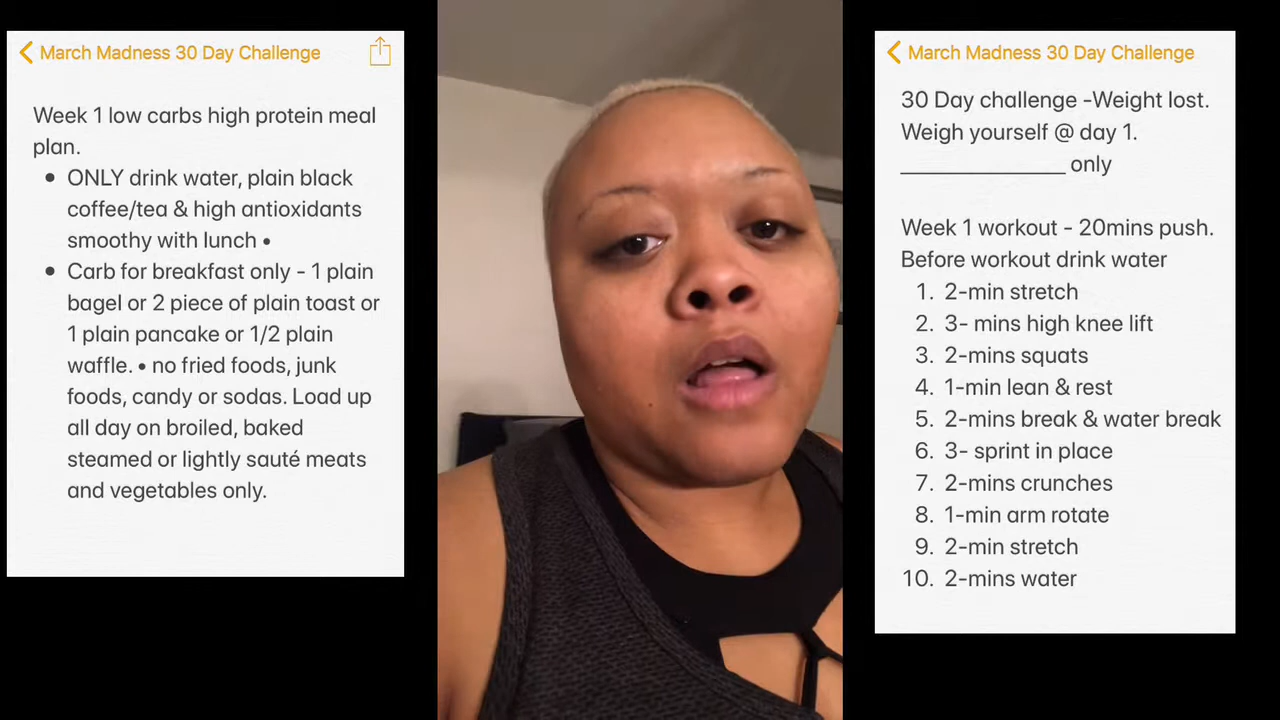 March Madness 30 Day Challenge
Week 1 low carbs high protein meal
plan.
• ONLY drink water, plain black
coffee/tea & high antioxidants
smoothy with lunch •
• Carb for breakfast only - 1 plain
bagel or 2 piece of plain toast or
1 plain pancake or 1/2 plain
waffle. • no fried foods, junk
foods, candy or sodas. Load up
all day on broiled, baked
steamed or lightly sauté meats
and vegetables only.
March Madness 30 Day Challenge
30 Day challenge -Weight lost.
Weigh yourself @ day 1.
______________ only
Week 1 workout - 20mins push.
Before workout drink water
1. 2-min stretch
2. 3- mins high knee lift
3. 2-mins squats
4. 1-min lean & rest
5. 2-mins break & water break
6. 3- sprint in place
7. 2-mins crunches
8. 1-min arm rotate
9. 2-min stretch
10. 2-mins water